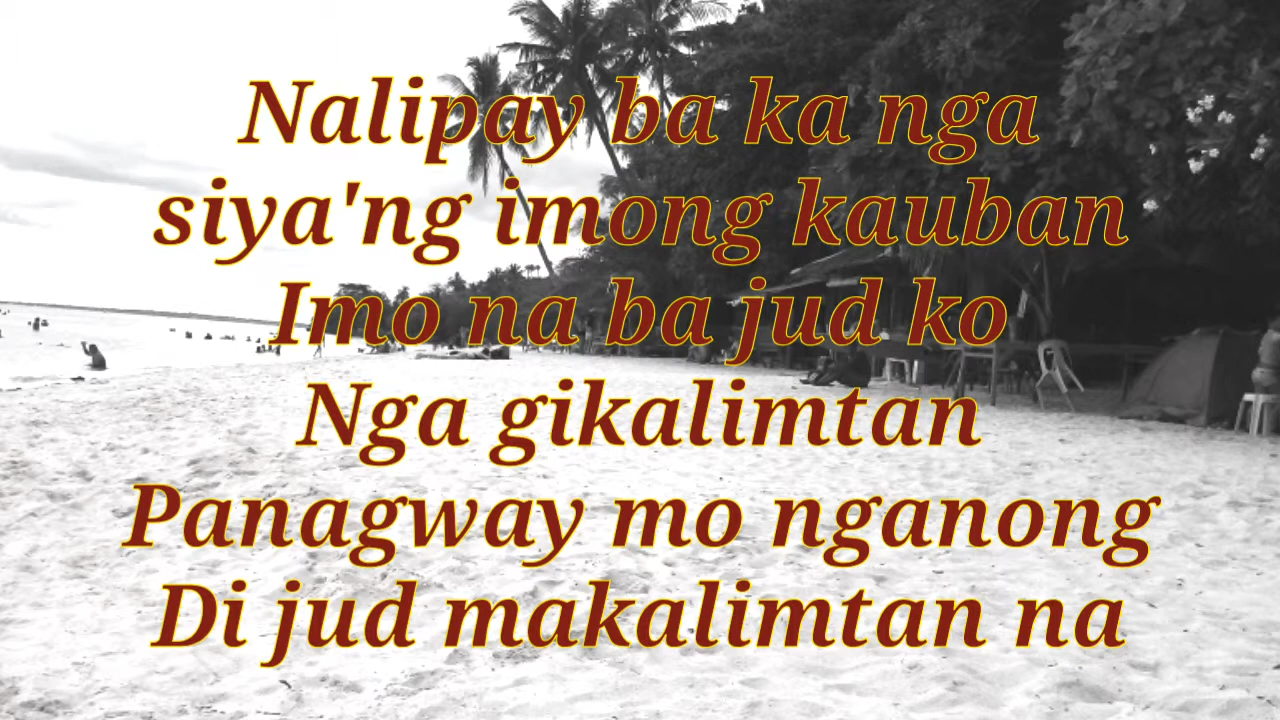 Nalipay ba ka nga
siya'ng imong kauban
Imo na ba jud ko
Nga gikalimtan
Panagway mo nganong
Di jud makalimtan na